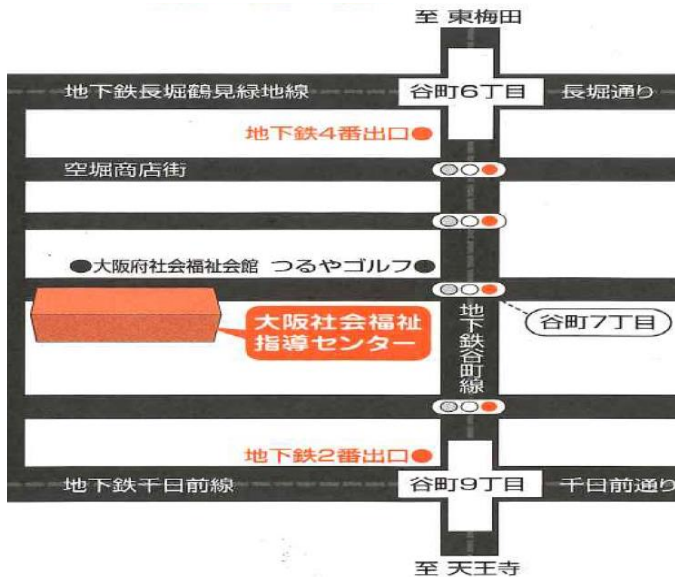 至 東梅田
地下鉄長堀鶴見緑地線
谷町6丁目
長堀通り
地下鉄4番出口
空堀商店街
大阪府社会福祉会館
つるやゴルフ
大阪社会福祉
指導センター
地下鉄谷町線
谷町7丁目
地下鉄2番出口
地下鉄千日前線
谷町9丁目
千日前通り
至 天王寺